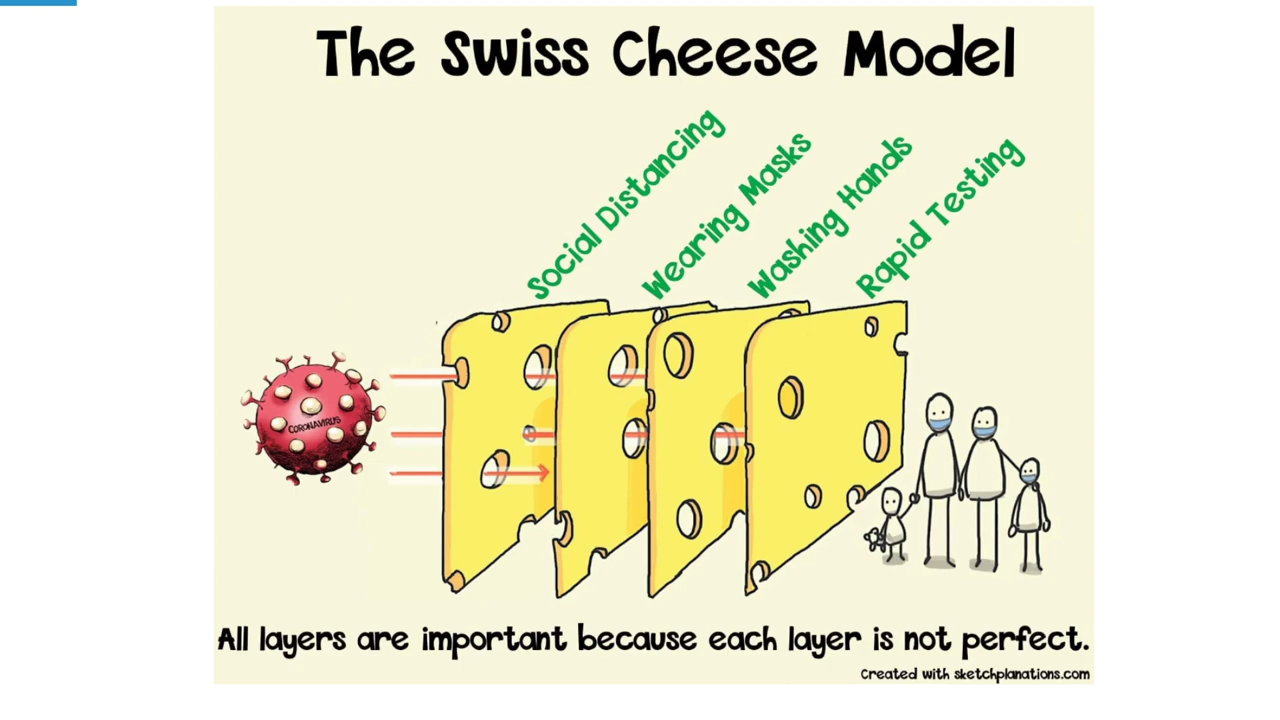 The Swiss Cheese Model
Social Distancing
Wearing Masks
Washing Hands
Rapid Testing
CORONAVIRUS
All layers are important because each layer is not perfect.
Created with sketchplanations.com